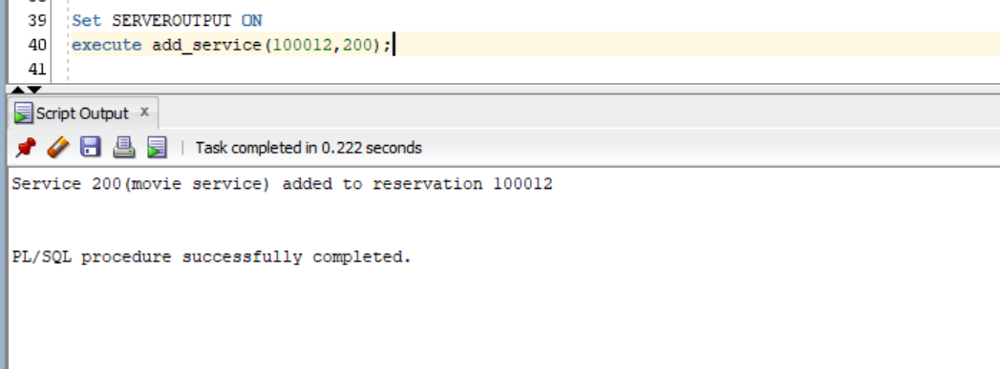 39 Set SERVEROUTPUT ON
40 execute add_service(100012,200);
41
Script Output x
Task completed in 0.222 seconds
Service 200(movie service) added to reservation 100012
PL/SQL procedure successfully completed.